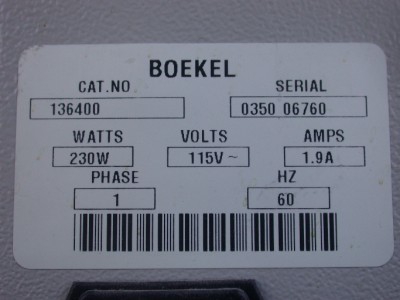 BOEKEL
CAT.NO SERIAL
136400 0350 06760
WATTS VOLTS AMPS
230W 115V~ 1.9A
PHASE HZ
1 60